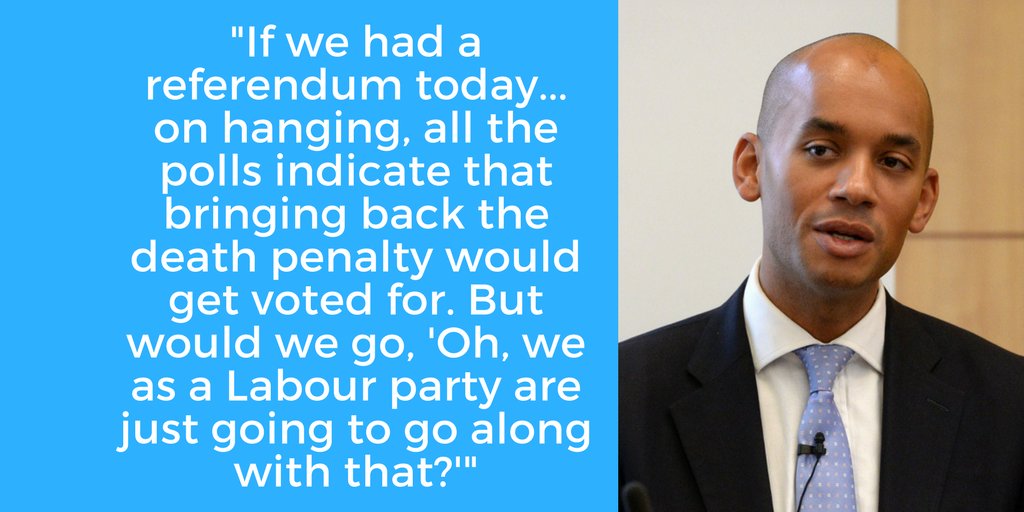 "If we had a
referendum today...
on hanging, all the
polls indicate that
bringing back the
death penalty would
get voted for. But
would we go, 'Oh, we
as a Labour party are
just going to go along
with that?'"